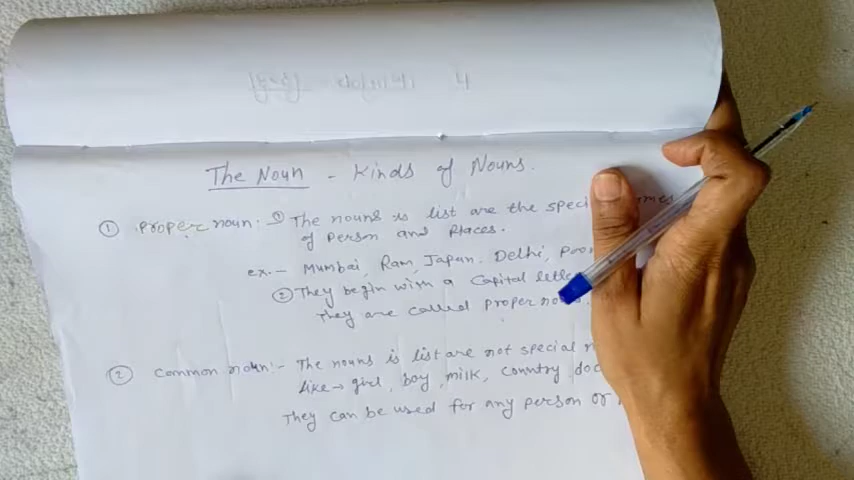 The Noun - Kinds of Nouns.
① Proper noun:- ① The nouns is list are the
of Person and Places.
ex. - Mumbai, Ram, Japan. Delhi,
② They begin with a Capital
They are called proper
② Common noun:- The nouns is list are not special
like → girl, boy, milk, country
They can be used for any person or